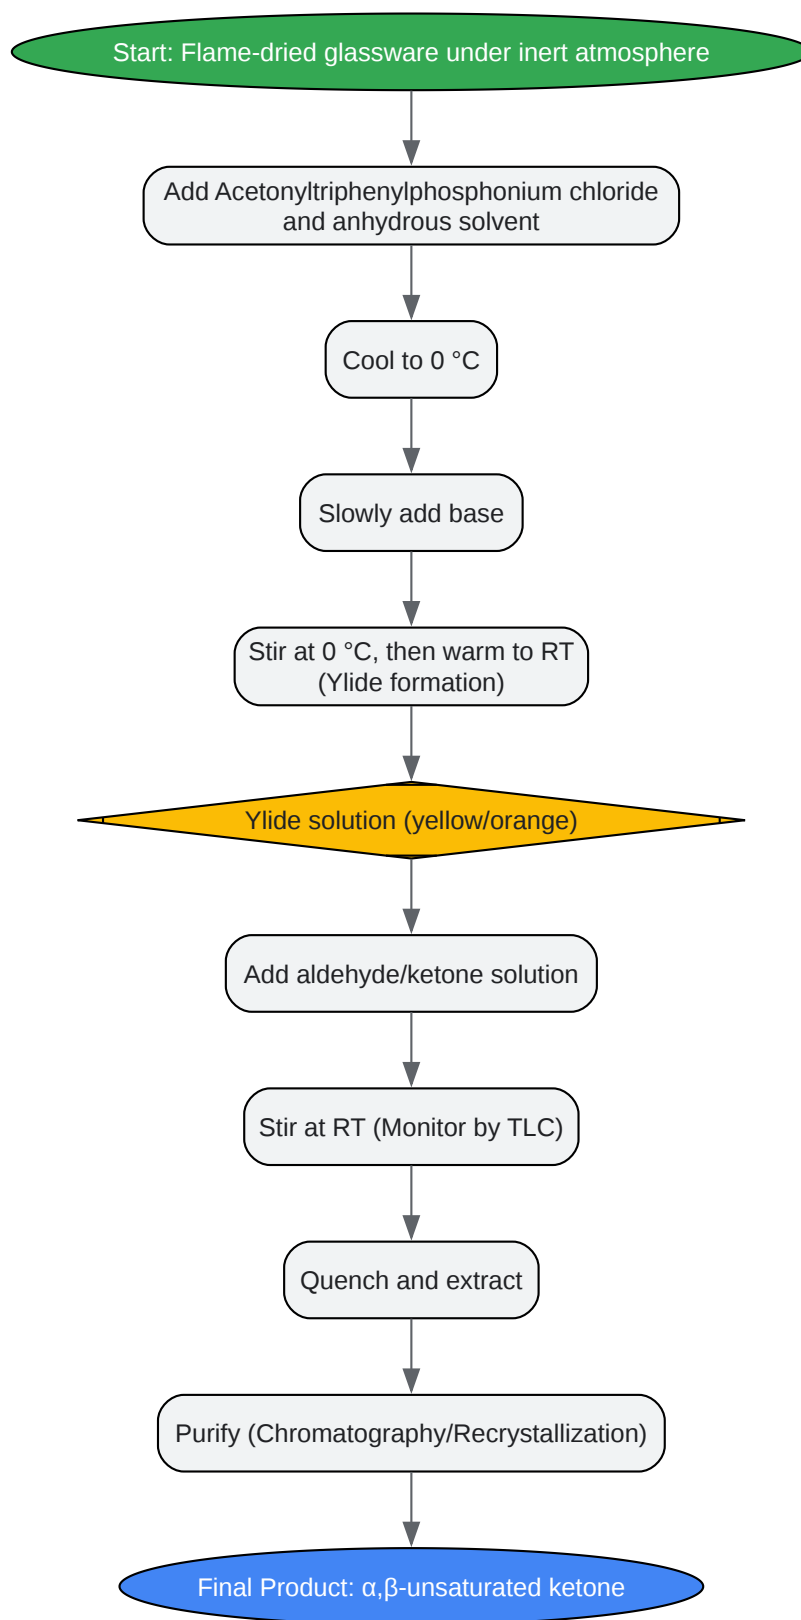 Start: Flame-dried glassware under inert atmosphere
Add Acetonyltriphenylphosphonium chloride
and anhydrous solvent
Cool to 0 °C
Slowly add base
Stir at 0 °C, then warm to RT
(Ylide formation)
Ylide solution (yellow/orange)
Add aldehyde/ketone solution
Stir at RT (Monitor by TLC)
Quench and extract
Purify (Chromatography/Recrystallization)
Final Product: α,β-unsaturated ketone